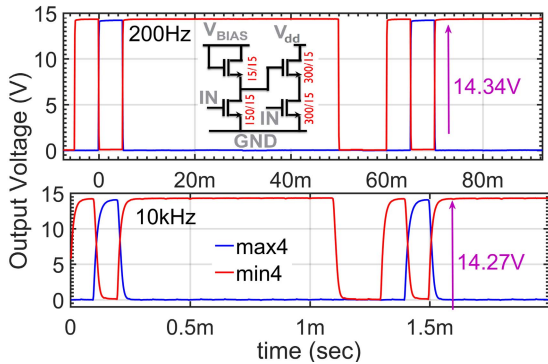 Output Voltage (V)
15
10
5
0
200Hz
V_BIAS
V_dd
15/15
300/15
IN
150/15
IN
300/15
GND
14.34V
0
20m
40m
60m
80m
15
10
5
0
10kHz
max4
min4
14.27V
0
0.5m
1m
1.5m
time (sec)